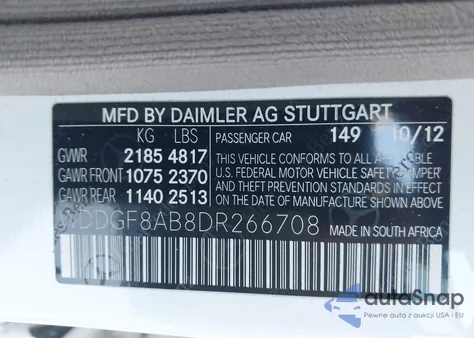 MFD BY DAIMLER AG STUTTGART
KG LBS
GVWR 2185 4817
GAWR FRONT 1075 2370
GAWR REAR 1140 2513
PASSENGER CAR 149 10/12
THIS VEHICLE CONFORMS TO ALL APPLICABLE
U.S. FEDERAL MOTOR VEHICLE SAFETY, BUMPER
AND THEFT PREVENTION STANDARDS IN EFFECT
ON THE DATE OF MANUFACTURE SHOWN ABOVE.
WDDGF8AB8DR266708 MADE IN SOUTH AFRICA
autoSnap
Pewne auta z aukcji USA i EU